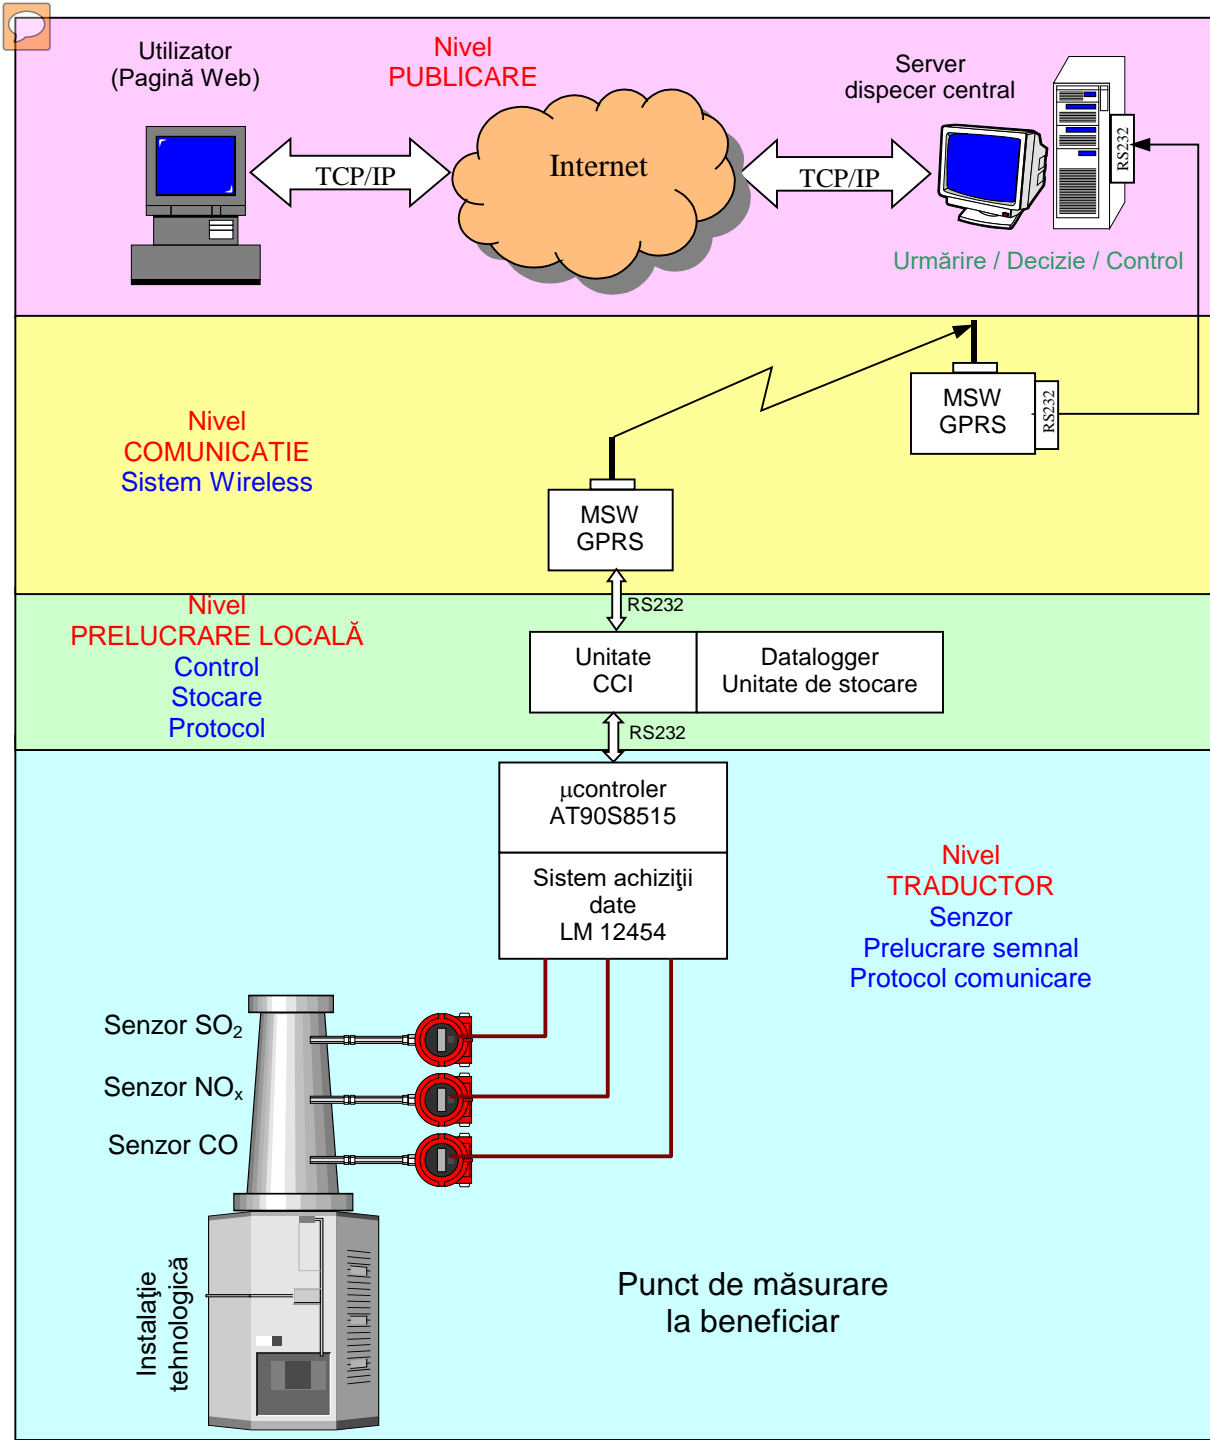 Utilizator
(Pagină Web)
Nivel
PUBLICARE
Server
dispecer central
TCP/IP
Internet
TCP/IP
RS232
Urmărire / Decizie / Control
Nivel
COMUNICATIE
Sistem Wireless
MSW
GPRS
RS232
MSW
GPRS
RS232
Nivel
PRELUCRARE LOCALĂ
Control
Stocare
Protocol
Unitate
CCI
Datalogger
Unitate de stocare
RS232
µcontroler
AT90S8515
Sistem achiziţii
date
LM 12454
Nivel
TRADUCTOR
Senzor
Prelucrare semnal
Protocol comunicare
Senzor SO₂
Senzor NOₓ
Senzor CO
Instalaţie
tehnologică
Punct de măsurare
la beneficiar